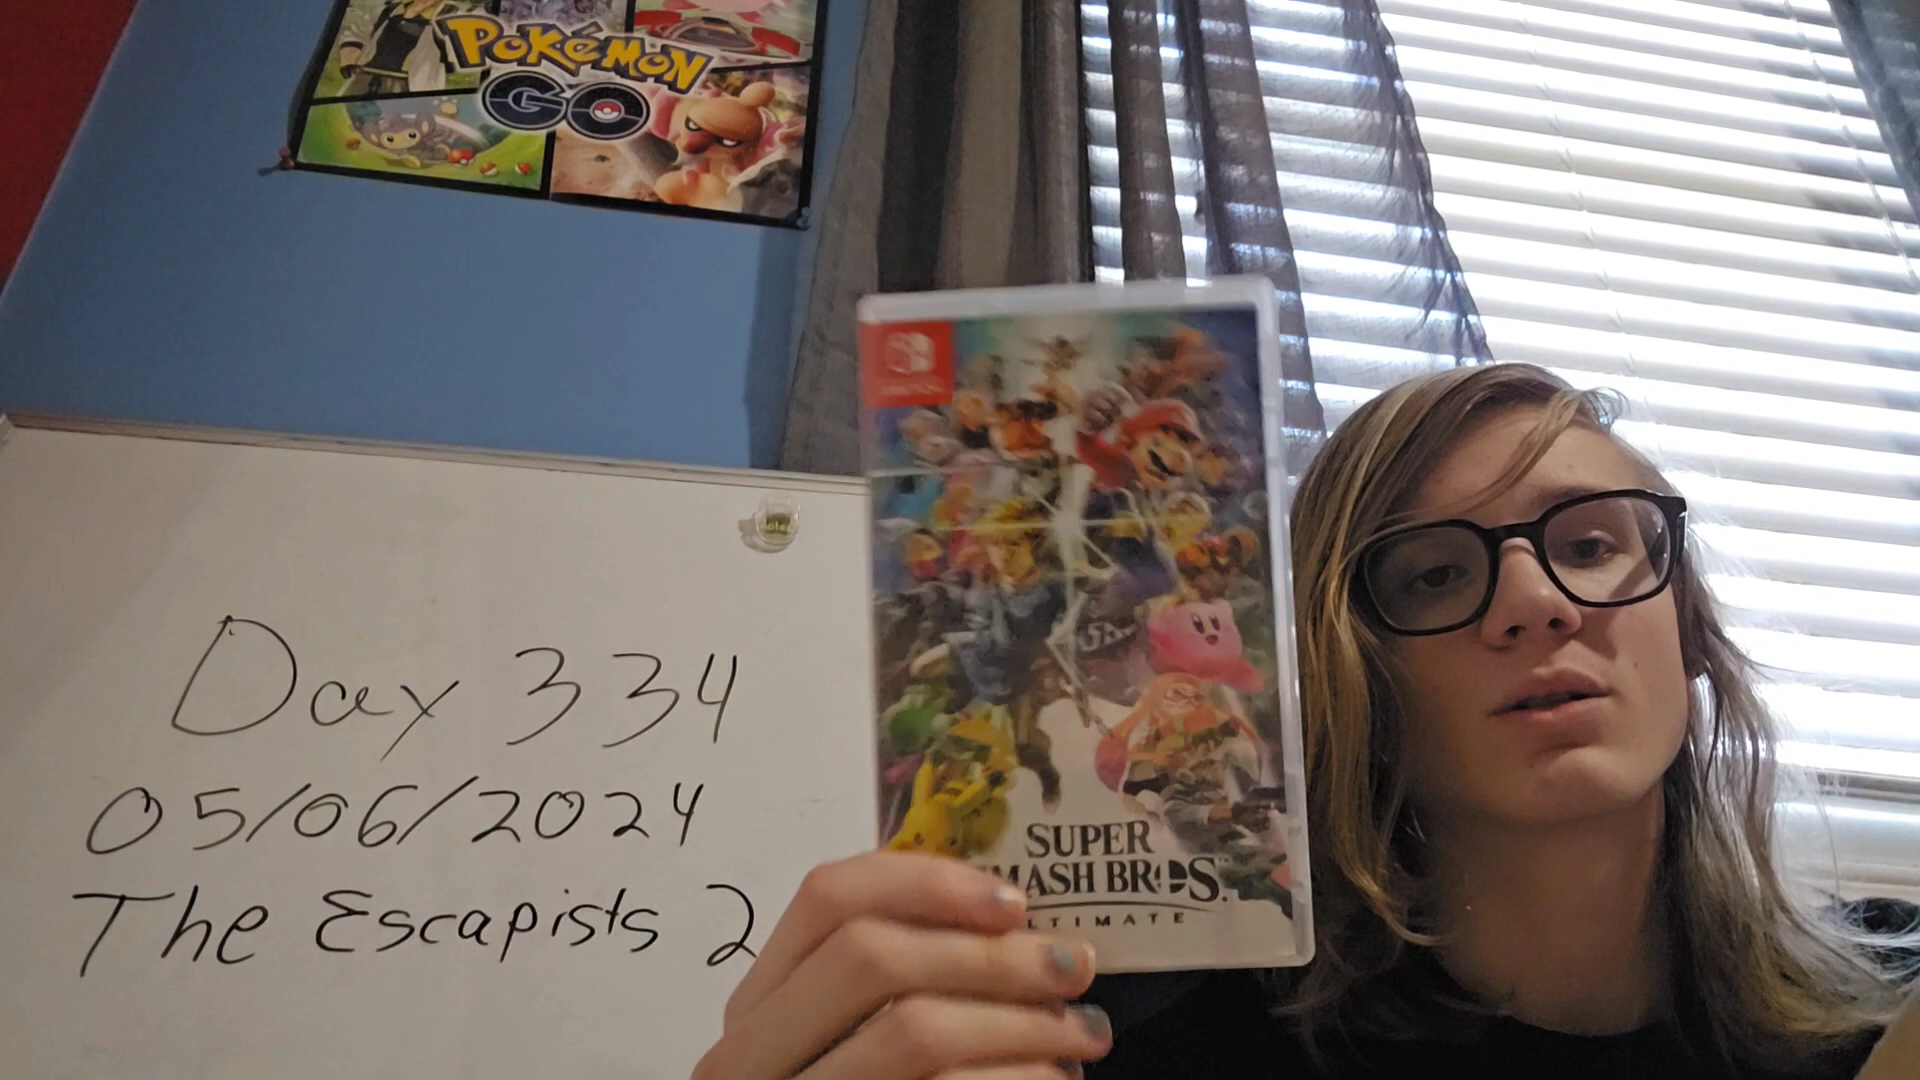 POKÉMON
GO
Day 334
05/06/2024
The Escapists 2
SUPER
SMASH BROS.
ULTIMATE